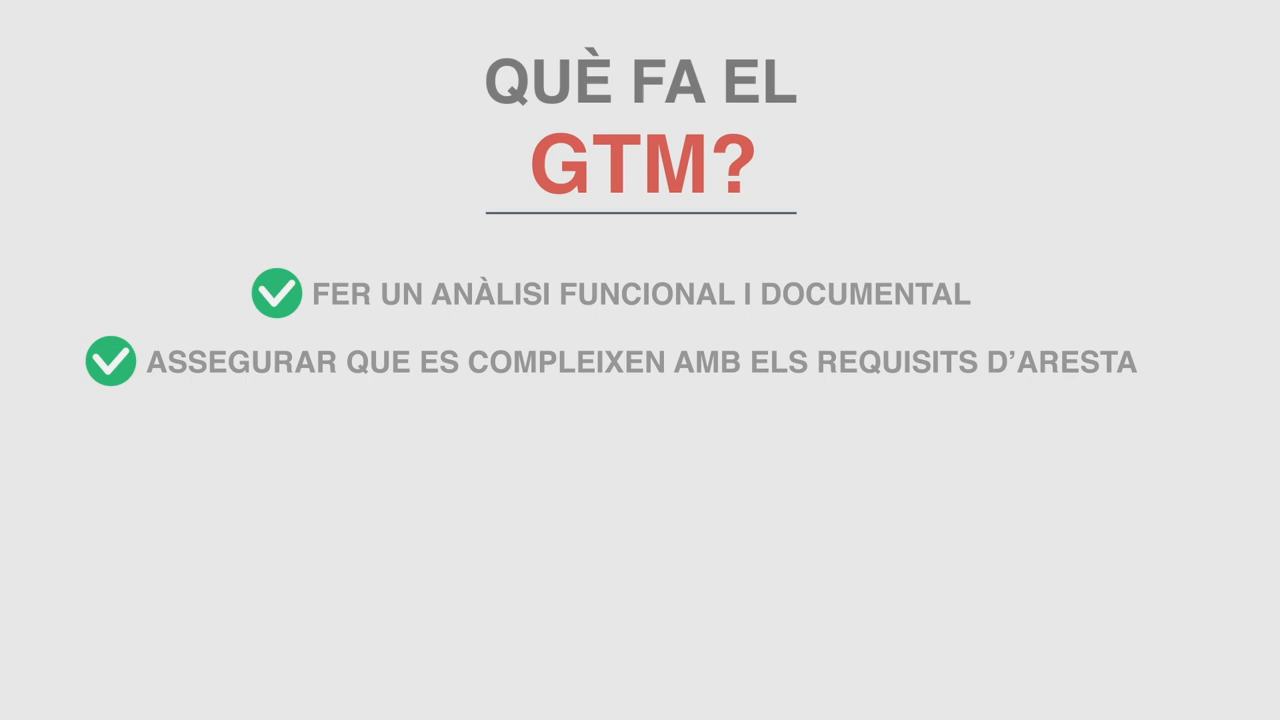 QUÈ FA EL
GTM?
FER UN ANÀLISI FUNCIONAL I DOCUMENTAL
ASSEGURAR QUE ES COMPLEIXEN AMB ELS REQUISITS D’ARESTA